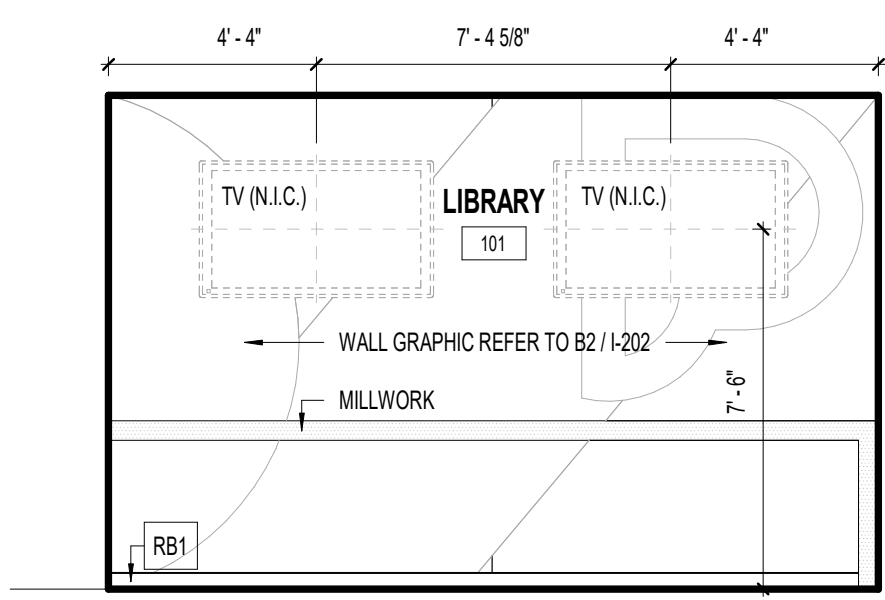 4' - 4" 7' - 4 5/8" 4' - 4"
TV (N.I.C.) LIBRARY TV (N.I.C.)
101
WALL GRAPHIC REFER TO B2 / I-202
7' - 6"
MILLWORK
RB1